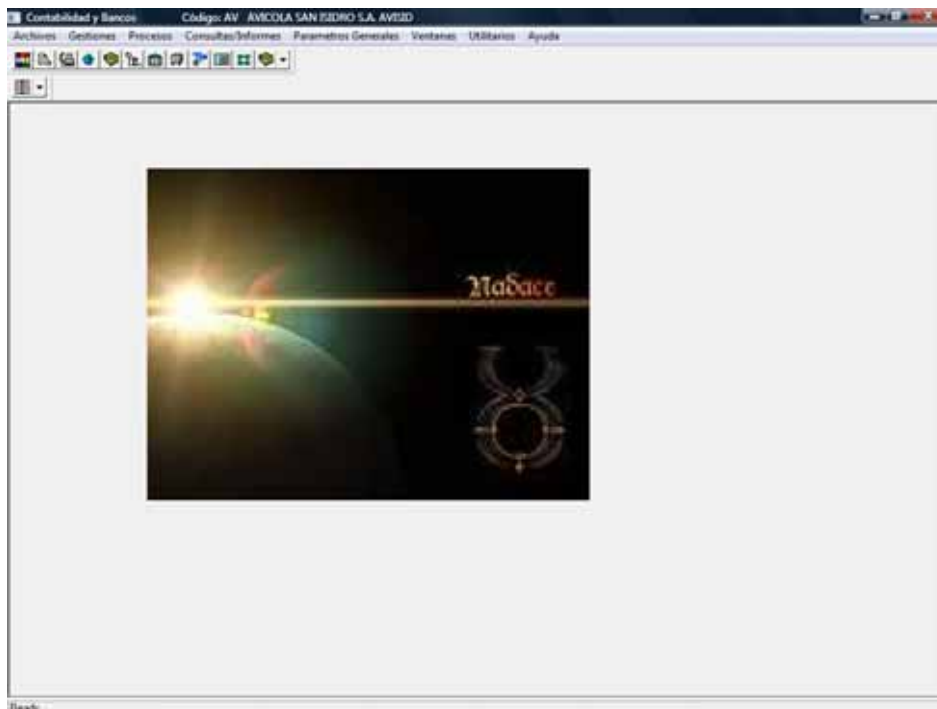 Contabilidad y Bancos Código: AV AVICOLA SAN ISIDRO S.A. AVISID
Archivos Gestiones Procesos Consultas/Informes Parametros Generales Ventanas Utilitarios Ayuda
Nadace
Ready